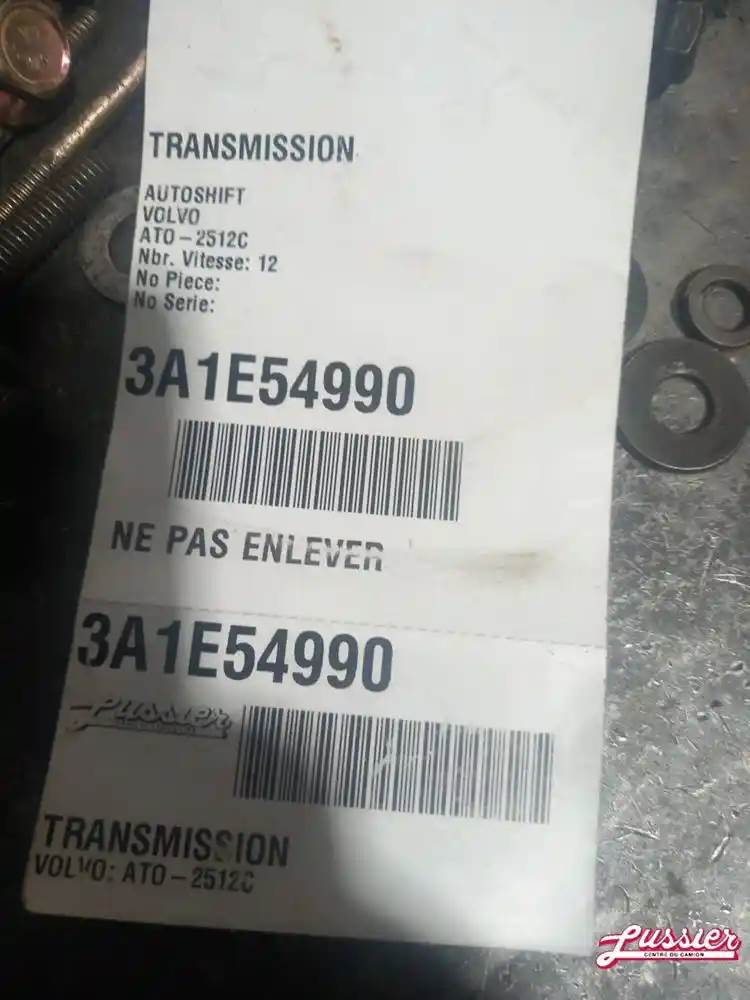 TRANSMISSION
AUTOSHIFT
VOLVO
ATO-2512C
Nbr. Vitesse: 12
No Piece:
No Serie:
3A1E54990
NE PAS ENLEVER
3A1E54990
Lussier
TRANSMISSION
VOLVO: ATO-2512C
Lussier
CENTRE DU CAMION